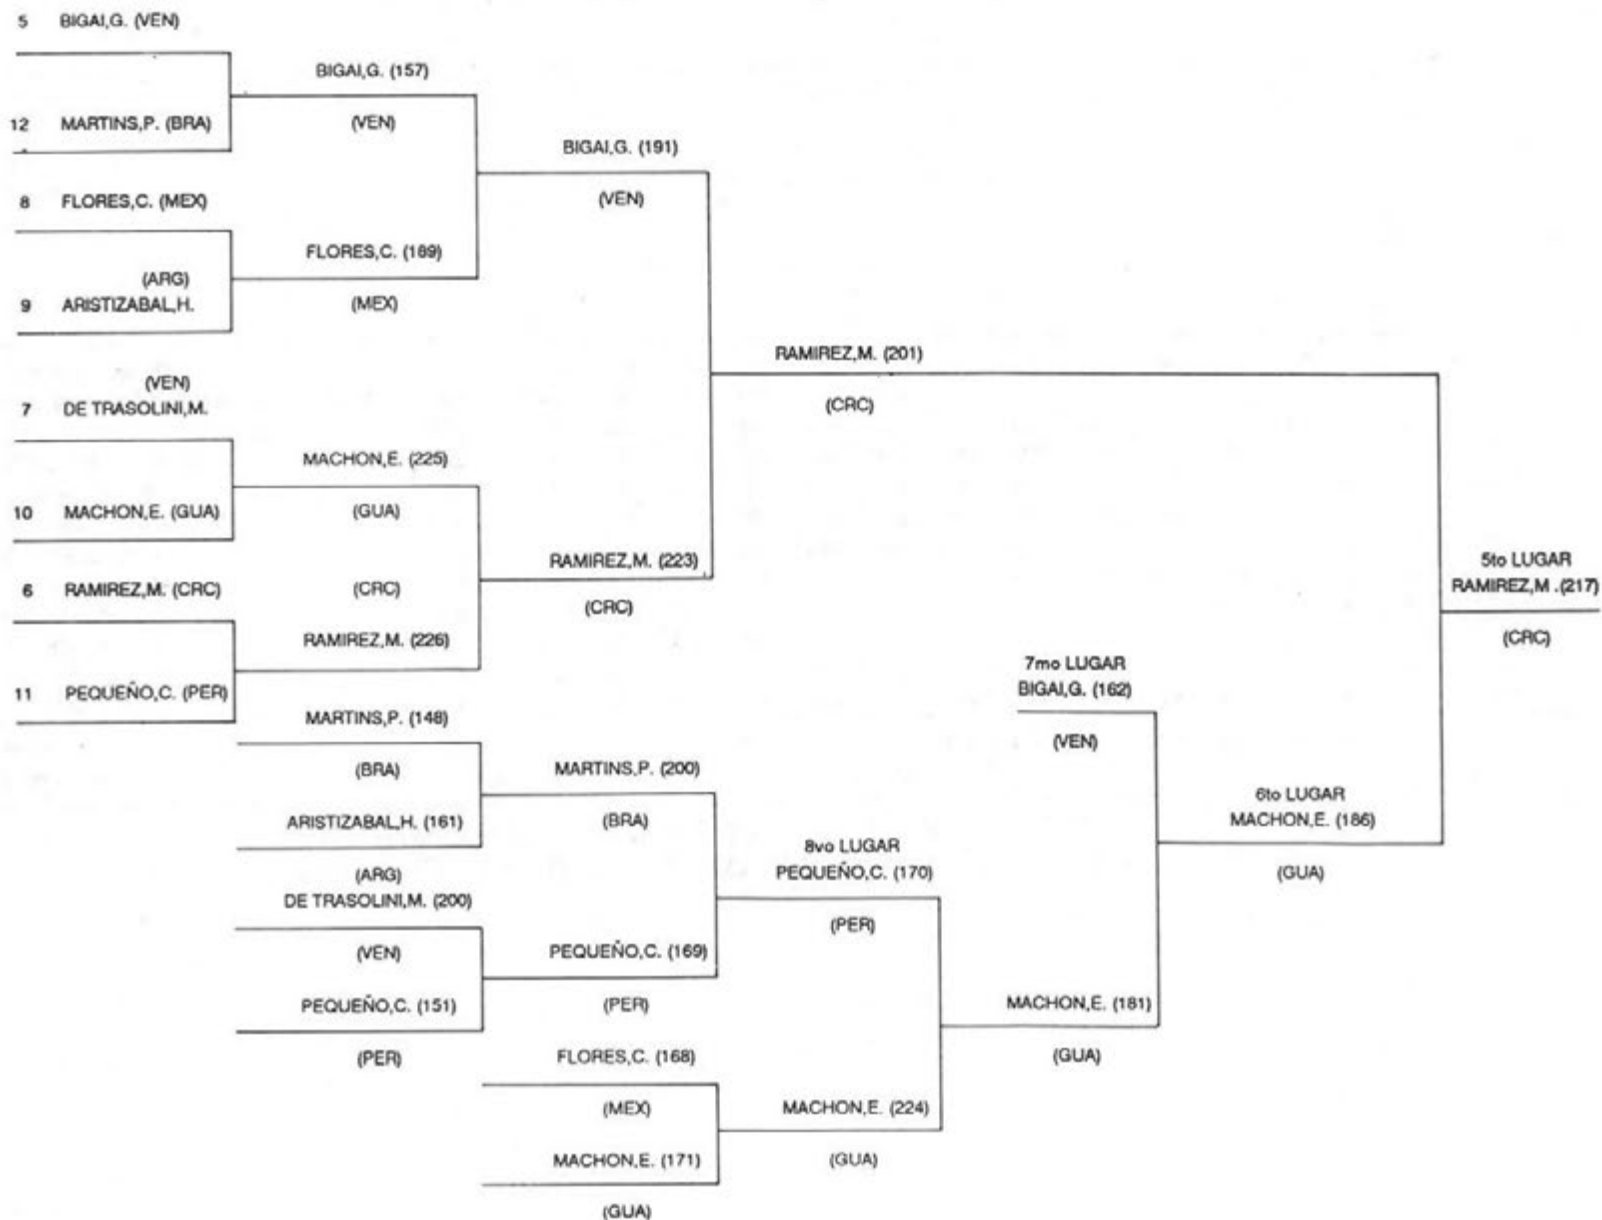 5 BIGAI,G. (VEN)
BIGAI,G. (157)
12 MARTINS,P. (BRA)
(VEN)
BIGAI,G. (191)
8 FLORES,C. (MEX)
(VEN)
FLORES,C. (189)
(ARG)
9 ARISTIZABAL,H.
(MEX)
RAMIREZ,M. (201)
(VEN)
7 DE TRASOLINI,M.
(CRC)
MACHON,E. (225)
10 MACHON,E. (GUA)
(GUA)
RAMIREZ,M. (223)
5to LUGAR
6 RAMIREZ,M. (CRC)
(CRC)
RAMIREZ,M .(217)
(CRC)
RAMIREZ,M. (226)
(CRC)
7mo LUGAR
11 PEQUEÑO,C. (PER)
BIGAI,G. (162)
MARTINS,P. (148)
(VEN)
(BRA)
MARTINS,P. (200)
6to LUGAR
ARISTIZABAL,H. (161)
(BRA)
MACHON,E. (186)
8vo LUGAR
(ARG)
PEQUEÑO,C. (170)
(GUA)
DE TRASOLINI,M. (200)
(PER)
(VEN)
PEQUEÑO,C. (169)
PEQUEÑO,C. (151)
(PER)
MACHON,E. (181)
(PER)
FLORES,C. (168)
(GUA)
(MEX)
MACHON,E. (224)
MACHON,E. (171)
(GUA)
(GUA)